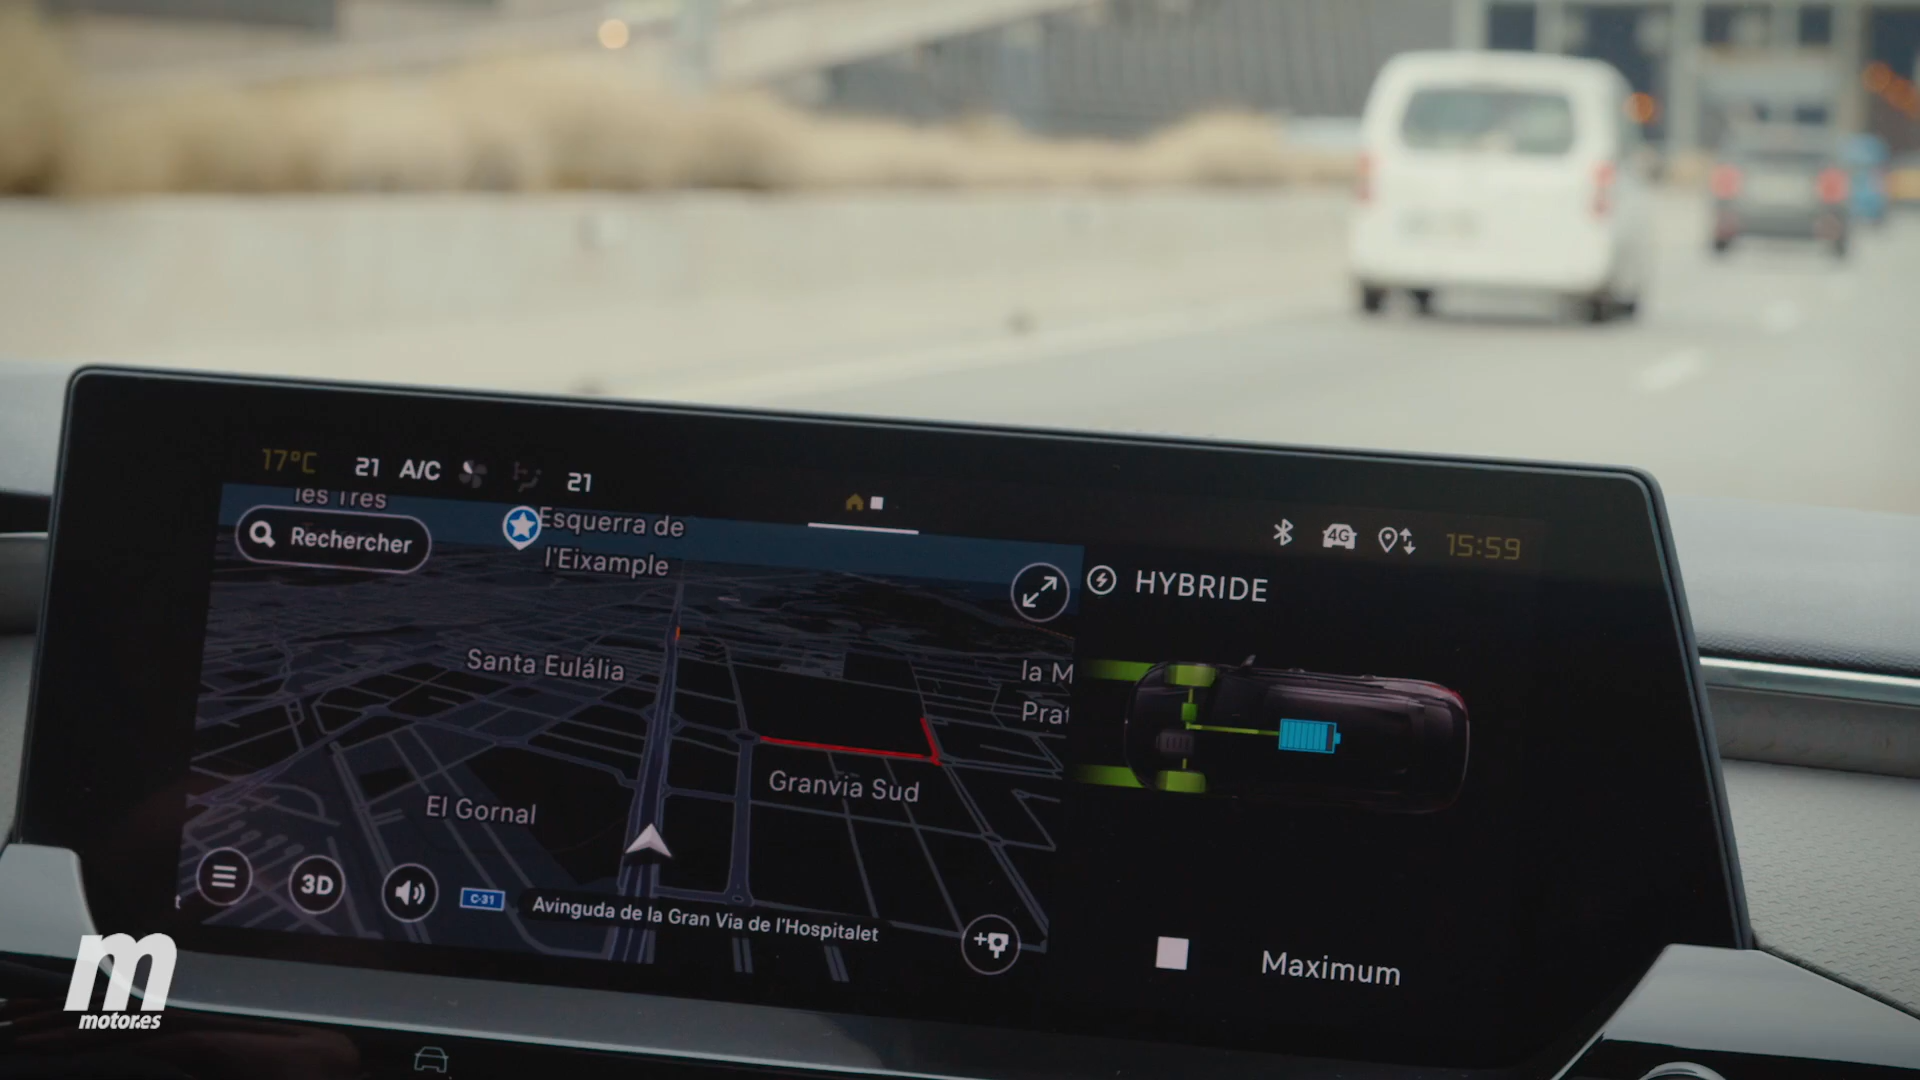 17°C 21 A/C 21
4G 15:59
les Tres
Rechercher
Esquerra de
l'Eixample
HYBRIDE
Santa Eulália
la M
Prat
Granvia Sud
El Gornal
3D
C-31
Avinguda de la Gran Via de l'Hospitalet
Maximum
m
motor.es